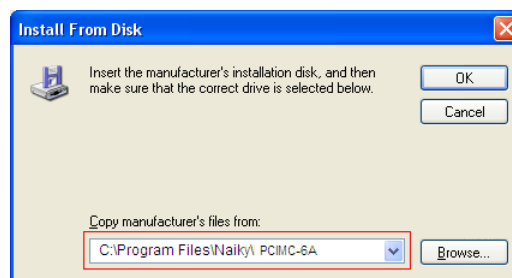 Install From Disk
Insert the manufacturer's installation disk, and then
make sure that the correct drive is selected below.
OK
Cancel
Copy manufacturer's files from:
C:\Program Files\Naiky\ PCIMC-6A
Browse...